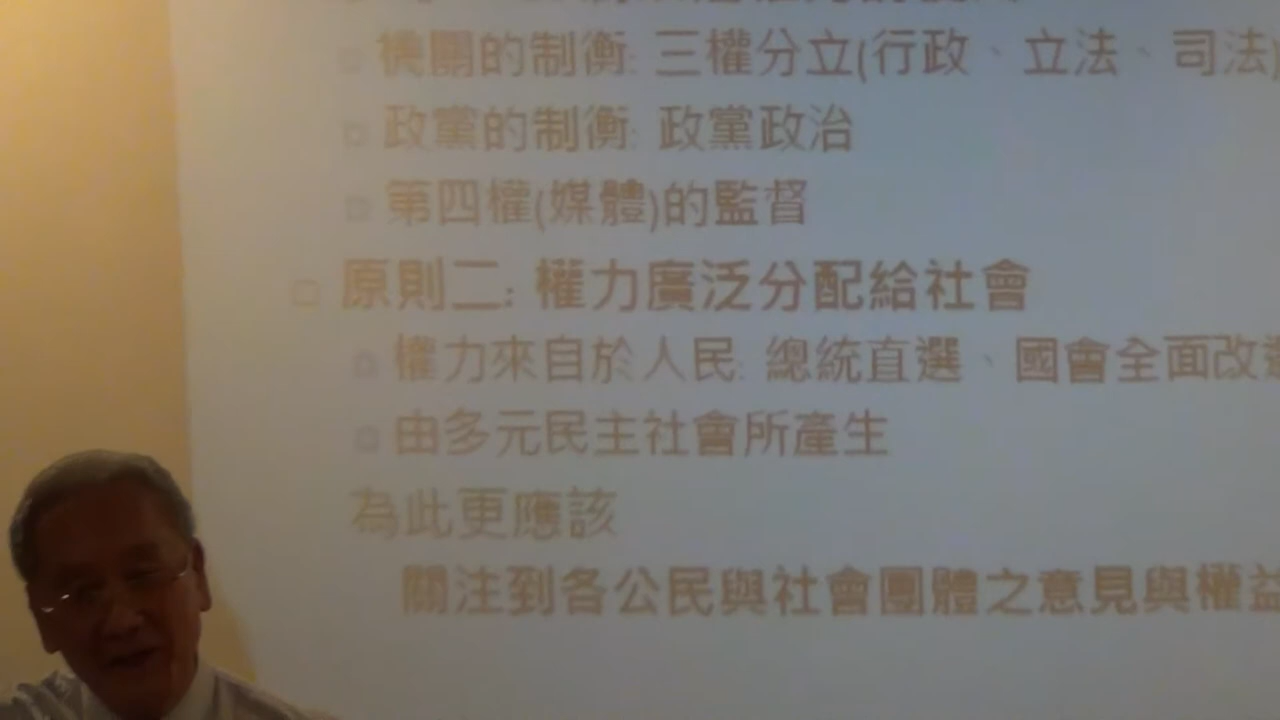 機關的制衡: 三權分立(行政、立法、司法)
政黨的制衡: 政黨政治
第四權(媒體)的監督
原則二: 權力廣泛分配給社會
權力來自於人民: 總統直選、國會全面改選
由多元民主社會所產生
為此更應該
關注到各公民與社會團體之意見與權益